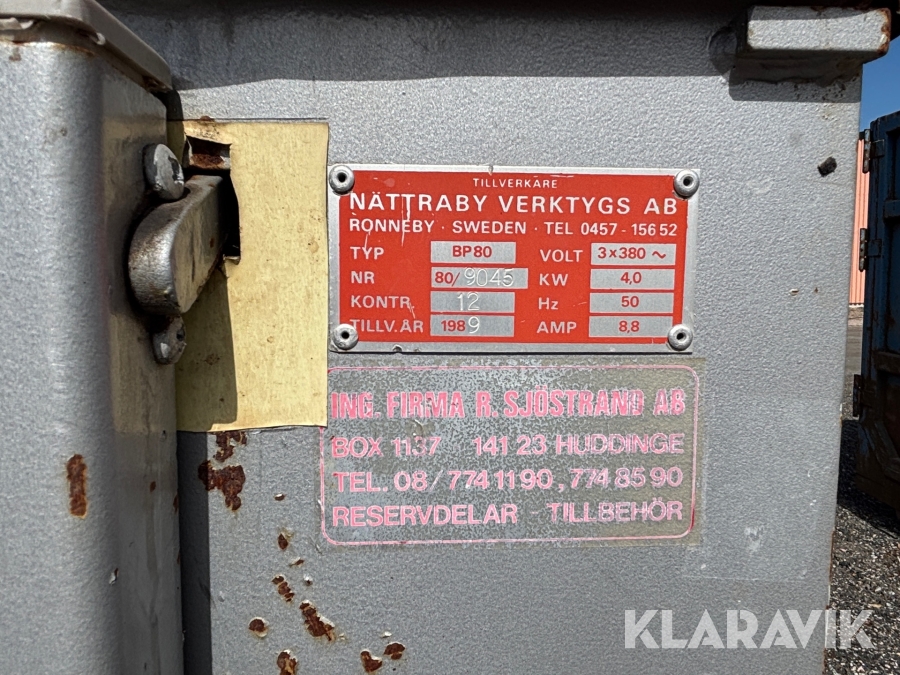 TILLVERKARE
NÄTTRABY VERKTYGS AB
RONNEBY · SWEDEN · TEL 0457 - 156 52
TYP BP80 VOLT 3×380 ~
NR 80/9045 KW 4,0
KONTR. 12 Hz 50
TILLV.ÅR 1989 AMP 8,8
ING. FIRMA R. SJÖSTRAND AB
BOX 1137 141 23 HUDDINGE
TEL. 08/774 11 90, 774 85 90
RESERVDELAR - TILLBEHÖR
KLARAVIK